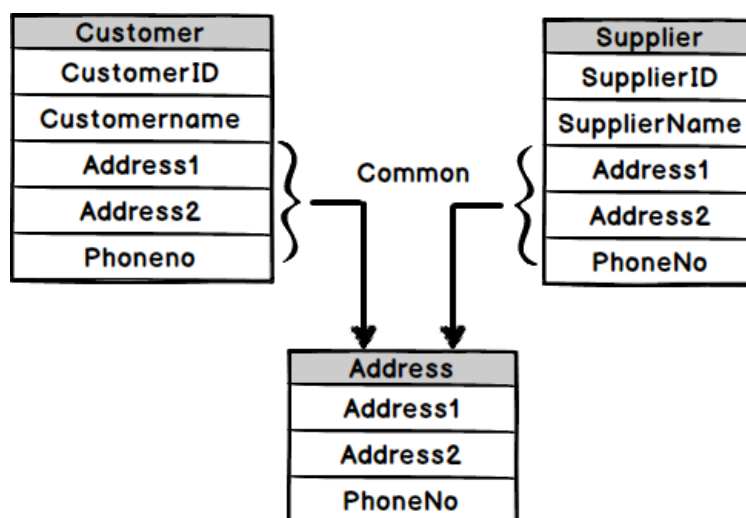 Customer
CustomerID
Customername
Address1
Address2
Phoneno
Common
Supplier
SupplierID
SupplierName
Address1
Address2
PhoneNo
Address
Address1
Address2
PhoneNo